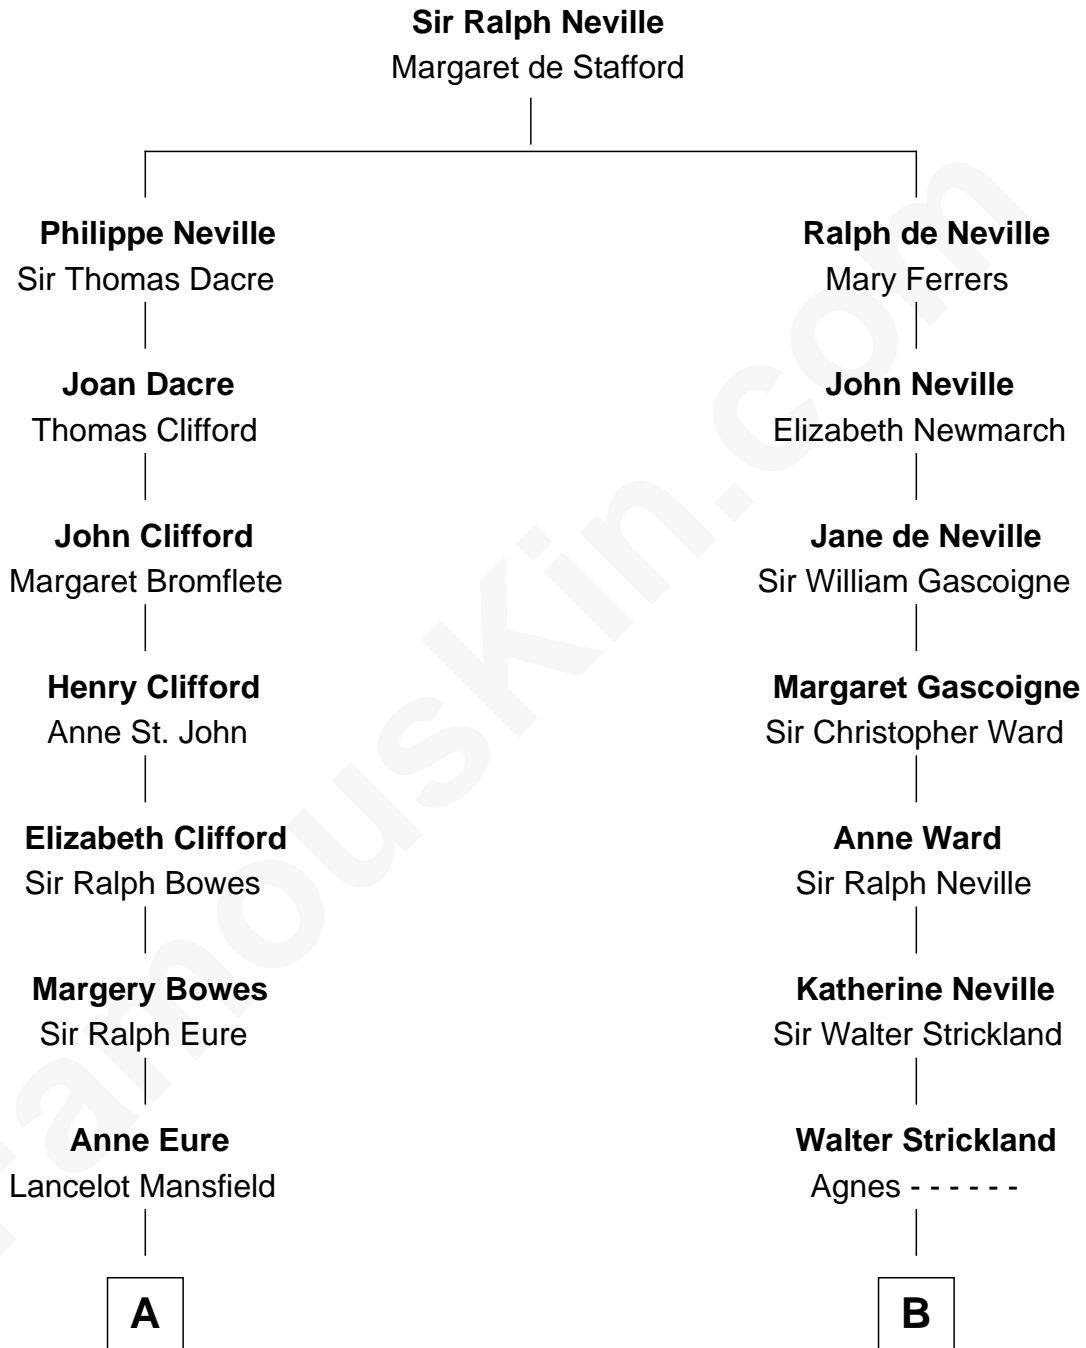 Sir Ralph Neville
Margaret de Stafford
Philippe Neville
Sir Thomas Dacre
Ralph de Neville
Mary Ferrers
Joan Dacre
Thomas Clifford
John Neville
Elizabeth Newmarch
John Clifford
Margaret Bromflete
Jane de Neville
Sir William Gascoigne
Henry Clifford
Anne St. John
Margaret Gascoigne
Sir Christopher Ward
Elizabeth Clifford
Sir Ralph Bowes
Anne Ward
Sir Ralph Neville
Margery Bowes
Sir Ralph Eure
Katherine Neville
Sir Walter Strickland
Anne Eure
Lancelot Mansfield
Walter Strickland
Agnes - - - - - -
A
B
FamousKin.com